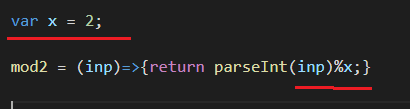 var x = 2;
mod2 = (inp)=>{return parseInt(inp)%x;}